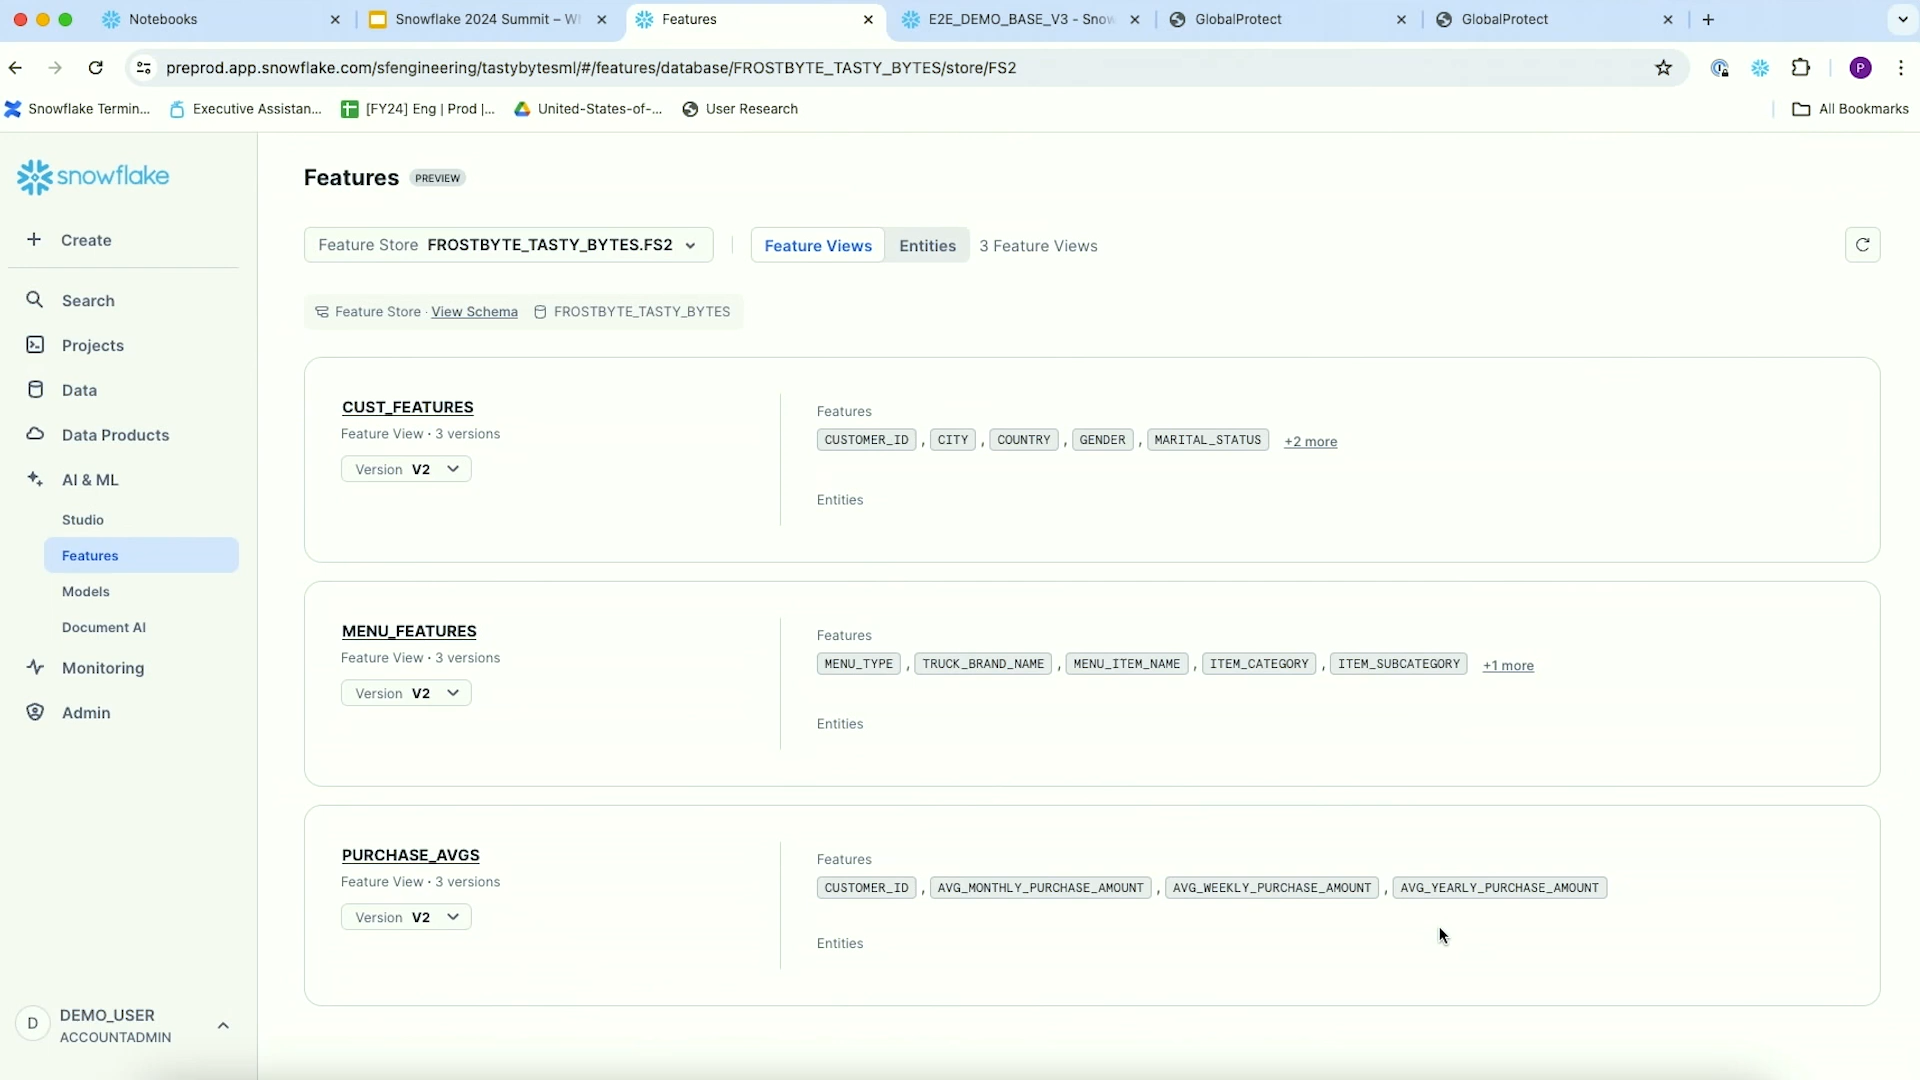 Notebooks
Snowflake 2024 Summit – W
Features
E2E_DEMO_BASE_V3 - Snow
GlobalProtect
GlobalProtect
preprod.app.snowflake.com/sfengineering/tastybytesml/#/features/database/FROSTBYTE_TASTY_BYTES/store/FS2
P
Snowflake Termin...
Executive Assistan...
[FY24] Eng | Prod |...
United-States-of-...
User Research
All Bookmarks
snowflake
Create
Search
Projects
Data
Data Products
AI & ML
Studio
Features
Models
Document AI
Monitoring
Admin
D
DEMO_USER
ACCOUNTADMIN
Features PREVIEW
Feature Store FROSTBYTE_TASTY_BYTES.FS2
Feature Views Entities 3 Feature Views
Feature Store · View Schema FROSTBYTE_TASTY_BYTES
CUST_FEATURES
Feature View · 3 versions
Version V2
Features
CUSTOMER_ID , CITY , COUNTRY , GENDER , MARITAL_STATUS +2 more
Entities
MENU_FEATURES
Feature View · 3 versions
Version V2
Features
MENU_TYPE , TRUCK_BRAND_NAME , MENU_ITEM_NAME , ITEM_CATEGORY , ITEM_SUBCATEGORY +1 more
Entities
PURCHASE_AVGS
Feature View · 3 versions
Version V2
Features
CUSTOMER_ID , AVG_MONTHLY_PURCHASE_AMOUNT , AVG_WEEKLY_PURCHASE_AMOUNT , AVG_YEARLY_PURCHASE_AMOUNT
Entities